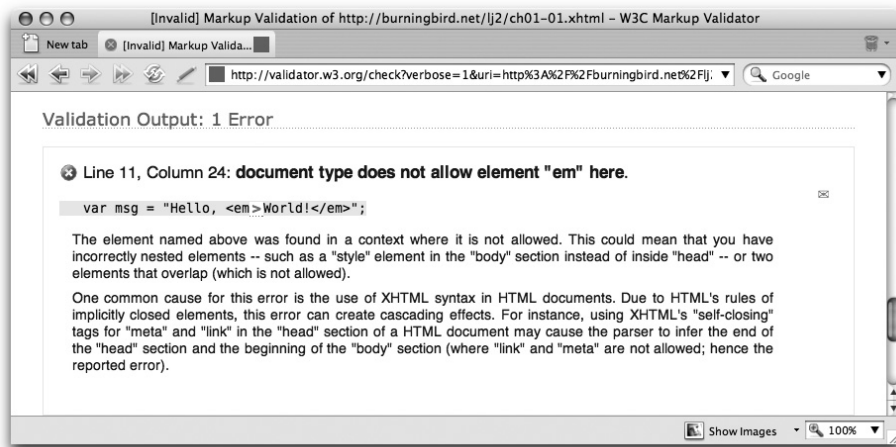 [Invalid] Markup Validation of http://burningbird.net/lj2/ch01-01.xhtml - W3C Markup Validator
New tab
[Invalid] Markup Valida...
http://validator.w3.org/check?verbose=1&uri=http%3A%2F%2Fburningbird.net%2Flj:
Google
Validation Output: 1 Error
Line 11, Column 24: document type does not allow element "em" here.
var msg = "Hello, <em>World!</em>";
The element named above was found in a context where it is not allowed. This could mean that you have
incorrectly nested elements -- such as a "style" element in the "body" section instead of inside "head" -- or two
elements that overlap (which is not allowed).
One common cause for this error is the use of XHTML syntax in HTML documents. Due to HTML's rules of
implicitly closed elements, this error can create cascading effects. For instance, using XHTML's "self-closing"
tags for "meta" and "link" in the "head" section of a HTML document may cause the parser to infer the end of
the "head" section and the beginning of the "body" section (where "link" and "meta" are not allowed; hence the
reported error).
Show Images
100%